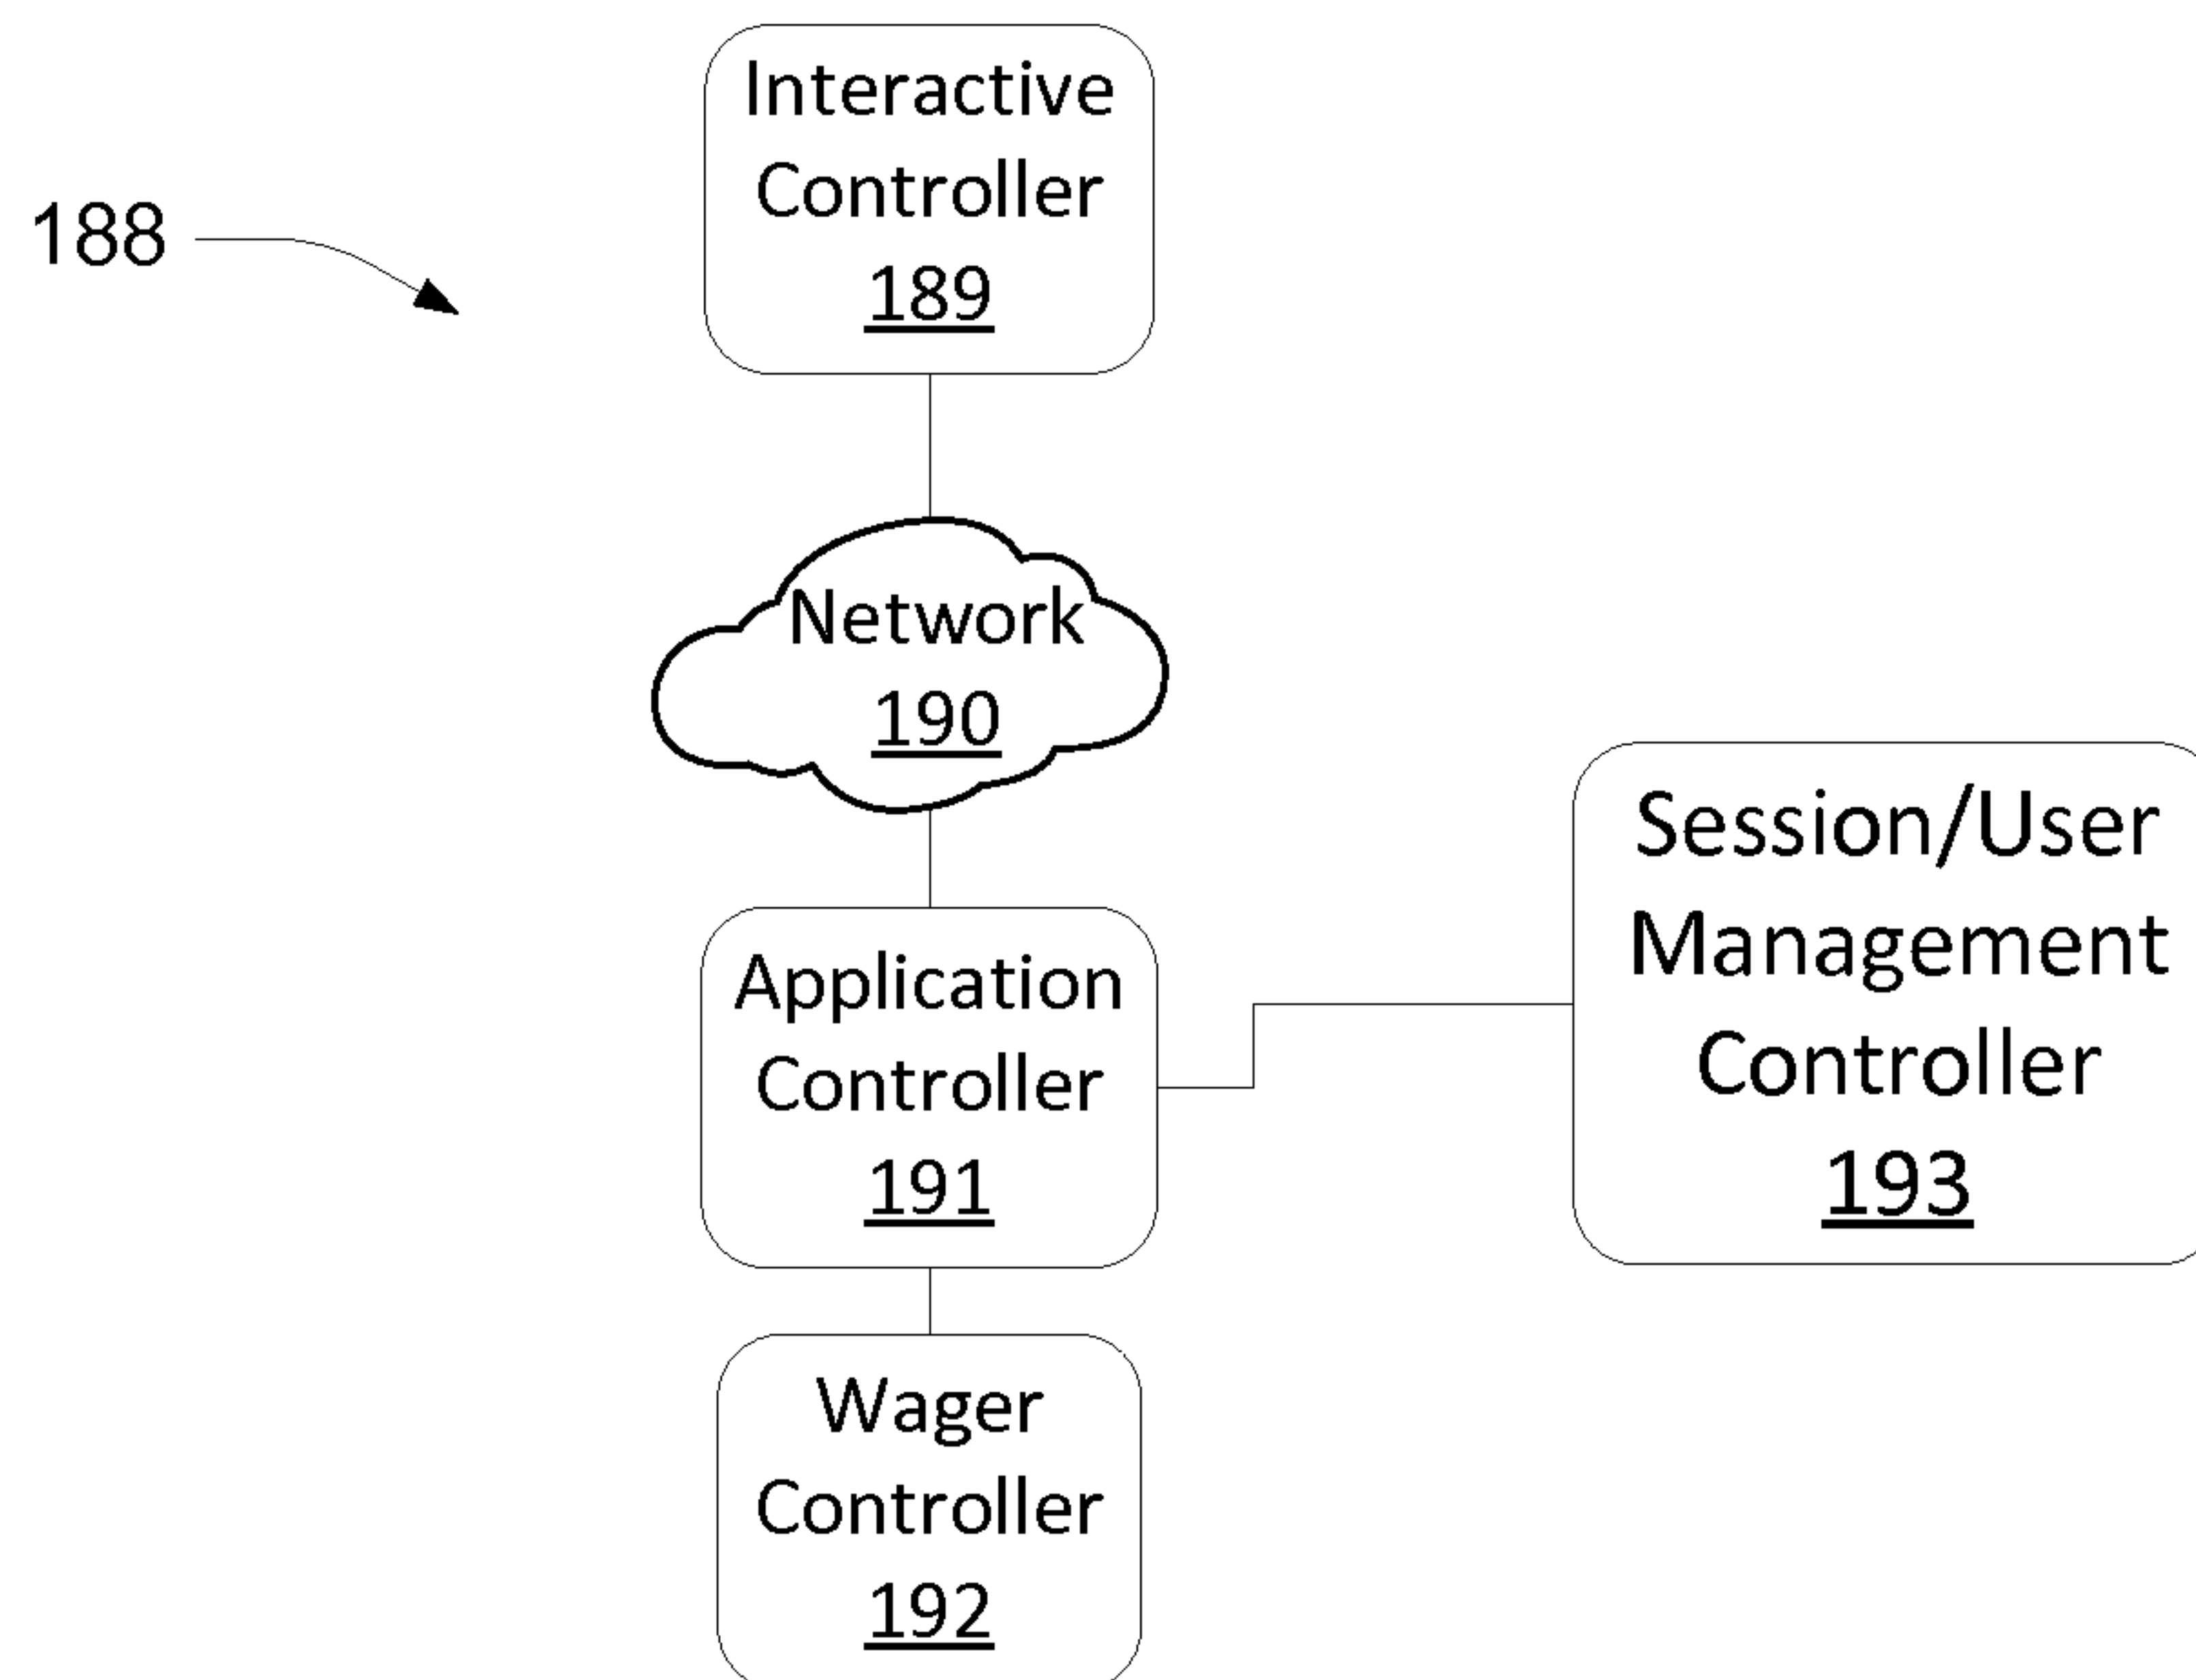 188
Interactive
Controller
189
Network
190
Application
Controller
191
Session/User
Management
Controller
193
Wager
Controller
192